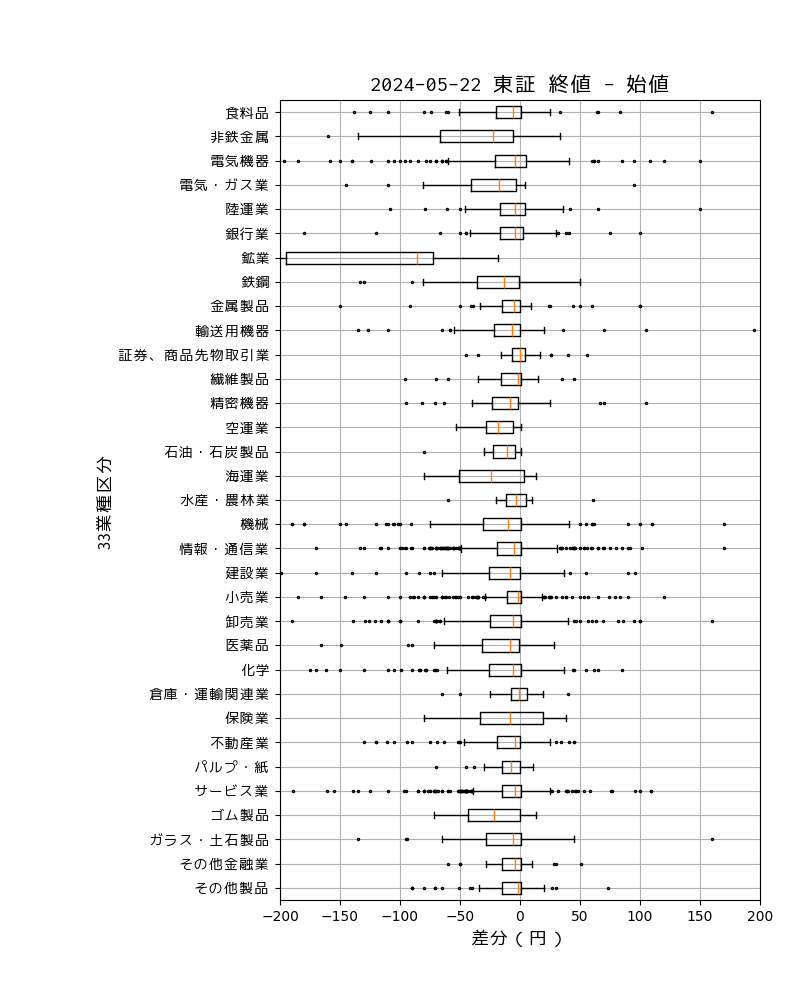 2024-05-22 東証 終値 - 始値
食料品
非鉄金属
電気機器
電気・ガス業
陸運業
銀行業
鉱業
鉄鋼
金属製品
輸送用機器
証券、商品先物取引業
繊維製品
精密機器
空運業
石油・石炭製品
海運業
水産・農林業
機械
情報・通信業
建設業
小売業
卸売業
医薬品
化学
倉庫・運輸関連業
保険業
不動産業
パルプ・紙
サービス業
ゴム製品
ガラス・土石製品
その他金融業
その他製品
33業種区分
−200 −150 −100 −50 0 50 100 150 200
差分（円）